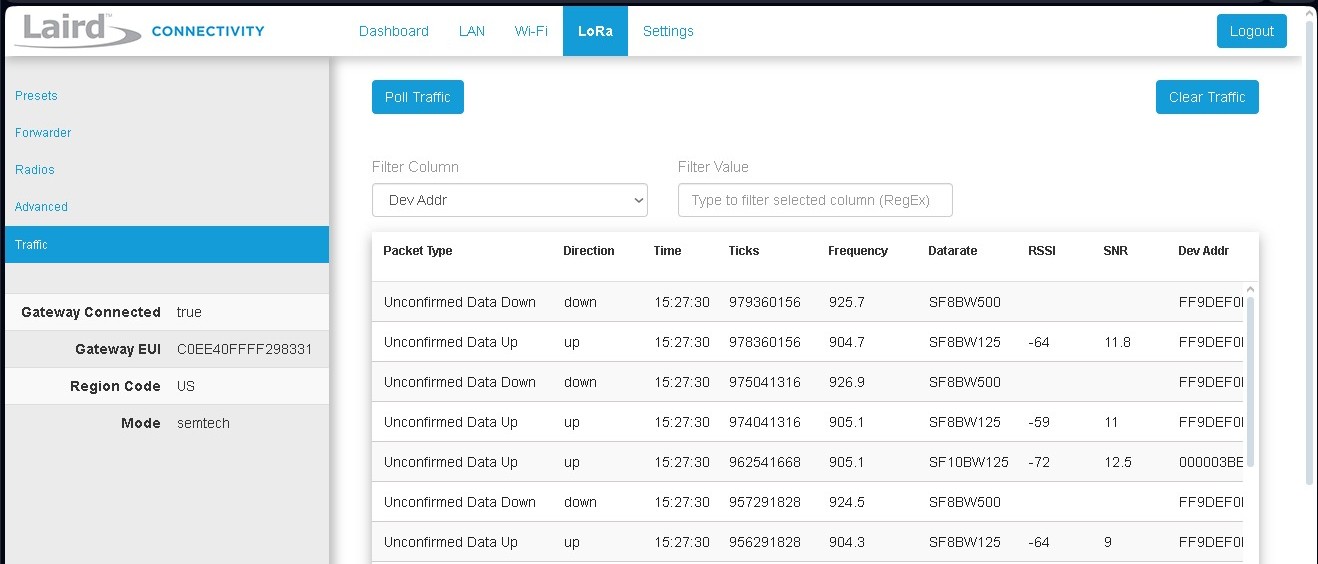 Laird™ CONNECTIVITY Dashboard LAN Wi-Fi LoRa Settings Logout
Presets
Forwarder
Radios
Advanced
Traffic
Gateway Connected true
Gateway EUI C0EE40FFFF298331
Region Code US
Mode semtech
Poll Traffic Clear Traffic
Filter Column Filter Value
Dev Addr Type to filter selected column (RegEx)
Packet Type Direction Time Ticks Frequency Datarate RSSI SNR Dev Addr
Unconfirmed Data Down down 15:27:30 979360156 925.7 SF8BW500 FF9DEF0
Unconfirmed Data Up up 15:27:30 978360156 904.7 SF8BW125 -64 11.8 FF9DEF0
Unconfirmed Data Down down 15:27:30 975041316 926.9 SF8BW500 FF9DEF0
Unconfirmed Data Up up 15:27:30 974041316 905.1 SF8BW125 -59 11 FF9DEF0
Unconfirmed Data Up up 15:27:30 962541668 905.1 SF10BW125 -72 12.5 000003BE
Unconfirmed Data Down down 15:27:30 957291828 924.5 SF8BW500 FF9DEF0
Unconfirmed Data Up up 15:27:30 956291828 904.3 SF8BW125 -64 9 FF9DEF0